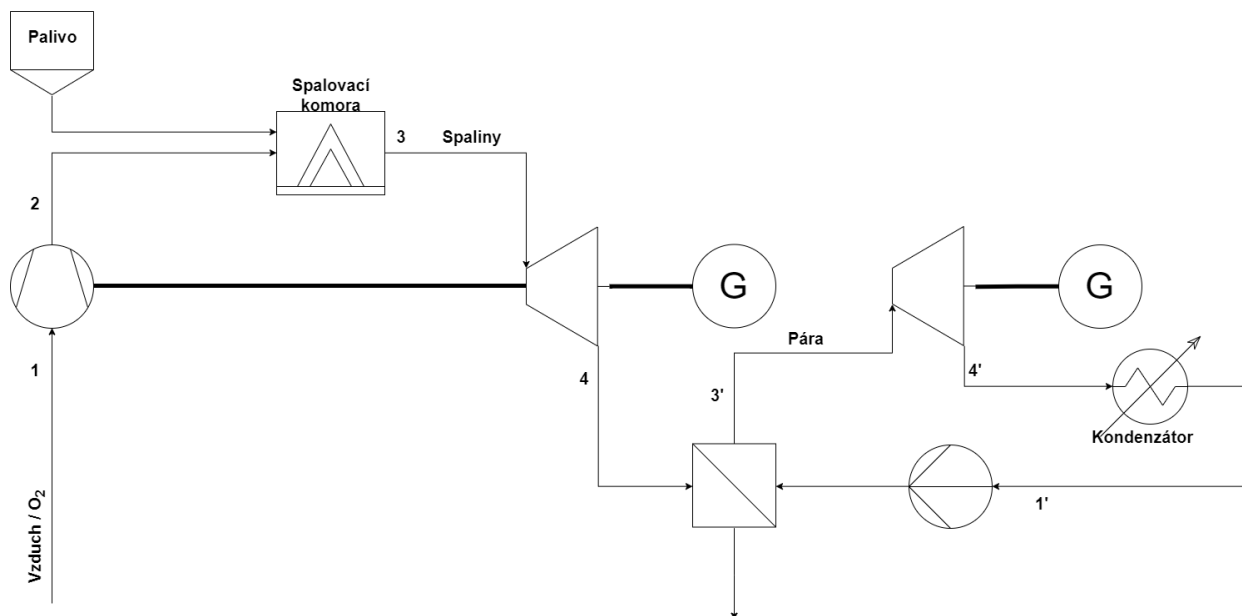 Palivo
Spalovací
komora
3
Spaliny
2
G
G
Pára
1
4
4'
3'
Kondenzátor
Vzduch / O₂
1'